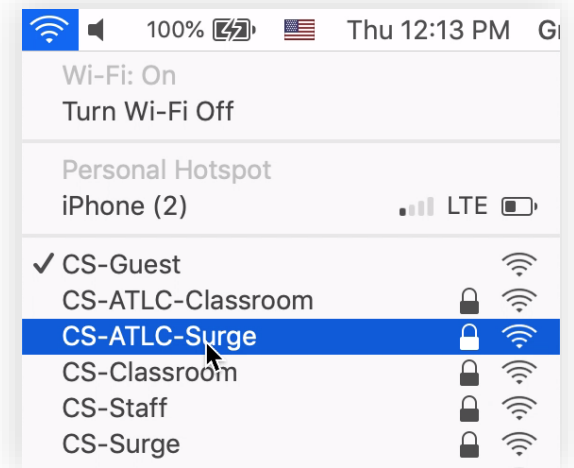 100% Thu 12:13 PM G
Wi-Fi: On
Turn Wi-Fi Off
Personal Hotspot
iPhone (2) LTE
CS-Guest
CS-ATLC-Classroom
CS-ATLC-Surge
CS-Classroom
CS-Staff
CS-Surge